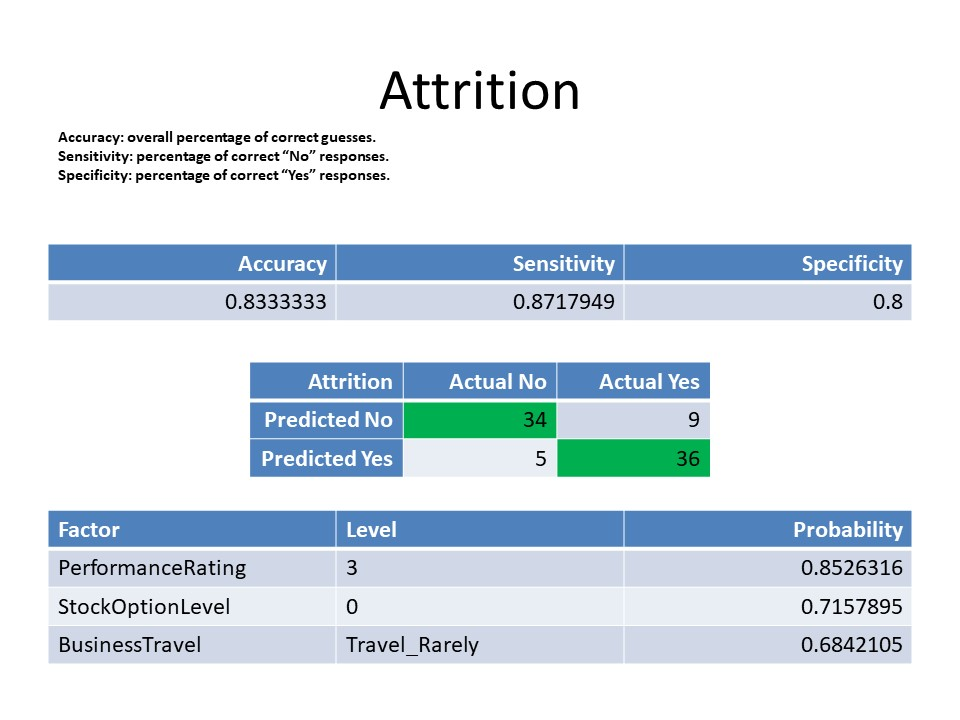 Attrition
Accuracy: overall percentage of correct guesses.
Sensitivity: percentage of correct “No” responses.
Specificity: percentage of correct “Yes” responses.
Accuracy Sensitivity Specificity
0.8333333 0.8717949 0.8
Attrition Actual No Actual Yes
Predicted No 34 9
Predicted Yes 5 36
Factor Level Probability
PerformanceRating 3 0.8526316
StockOptionLevel 0 0.7157895
BusinessTravel Travel_Rarely 0.6842105